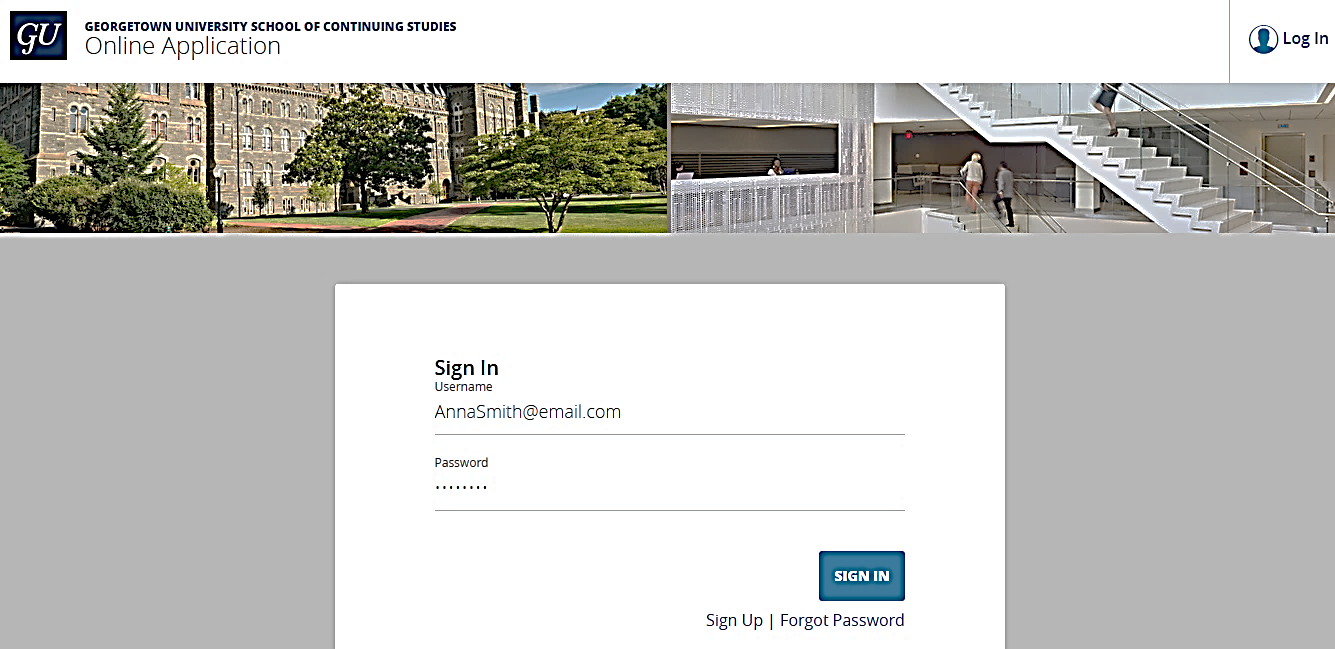 GU
GEORGETOWN UNIVERSITY SCHOOL OF CONTINUING STUDIES
Online Application
Log In
Sign In
Username
AnnaSmith@email.com
Password
........
SIGN IN
Sign Up | Forgot Password